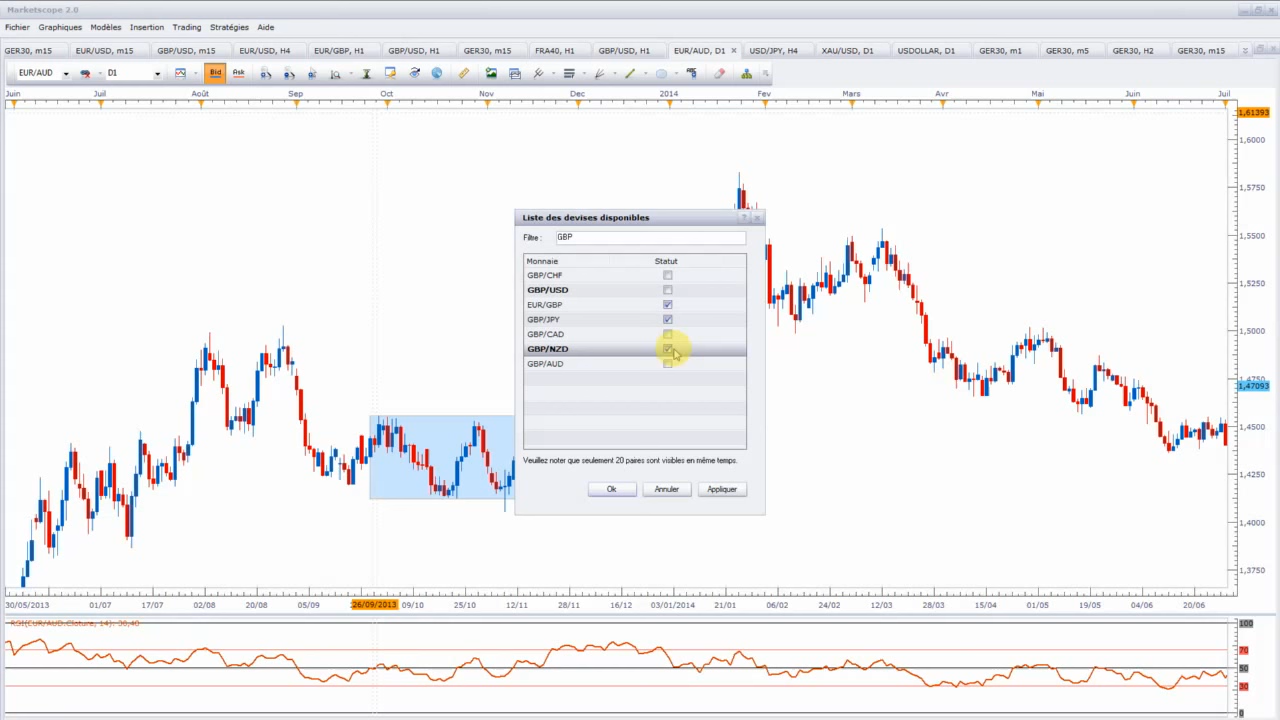 Marketscope 2.0
Fichier Graphiques Modèles Insertion Trading Stratégies Aide
GER30, m15 EUR/USD, m15 GBP/USD, m15 EUR/USD, H4 EUR/GBP, H1 GBP/USD, H1 GER30, m15 FRA40, H1 GBP/USD, H1 EUR/AUD, D1 USD/JPY, H4 XAU/USD, D1 USDOLLAR, D1 GER30, m1 GER30, m5 GER30, H2 GER30, m15
EUR/AUD D1 Bid Ask
Juin Juil Août Sep Oct Nov Dec 2014 Fev Mars Avr Mai Juin Juil
1,61393
1,6000
1,5750
1,5500
1,5250
1,5000
1,4750
1,47093
1,4500
1,4250
1,4000
1,3750
Liste des devises disponibles
Filtre : GBP
Monnaie Statut
GBP/CHF
GBP/USD
EUR/GBP
GBP/JPY
GBP/CAD
GBP/NZD
GBP/AUD
Veuillez noter que seulement 20 paires sont visibles en même temps.
Ok Annuler Appliquer
30/05/2013 01/07 17/07 02/08 20/08 05/09 26/09/2013 09/10 25/10 12/11 28/11 16/12 03/01/2014 21/01 06/02 24/02 12/03 28/03 15/04 01/05 19/05 04/06 20/06
RSI(EUR/AUD.Cloture, 14): 38,40
100
70
50
30
0